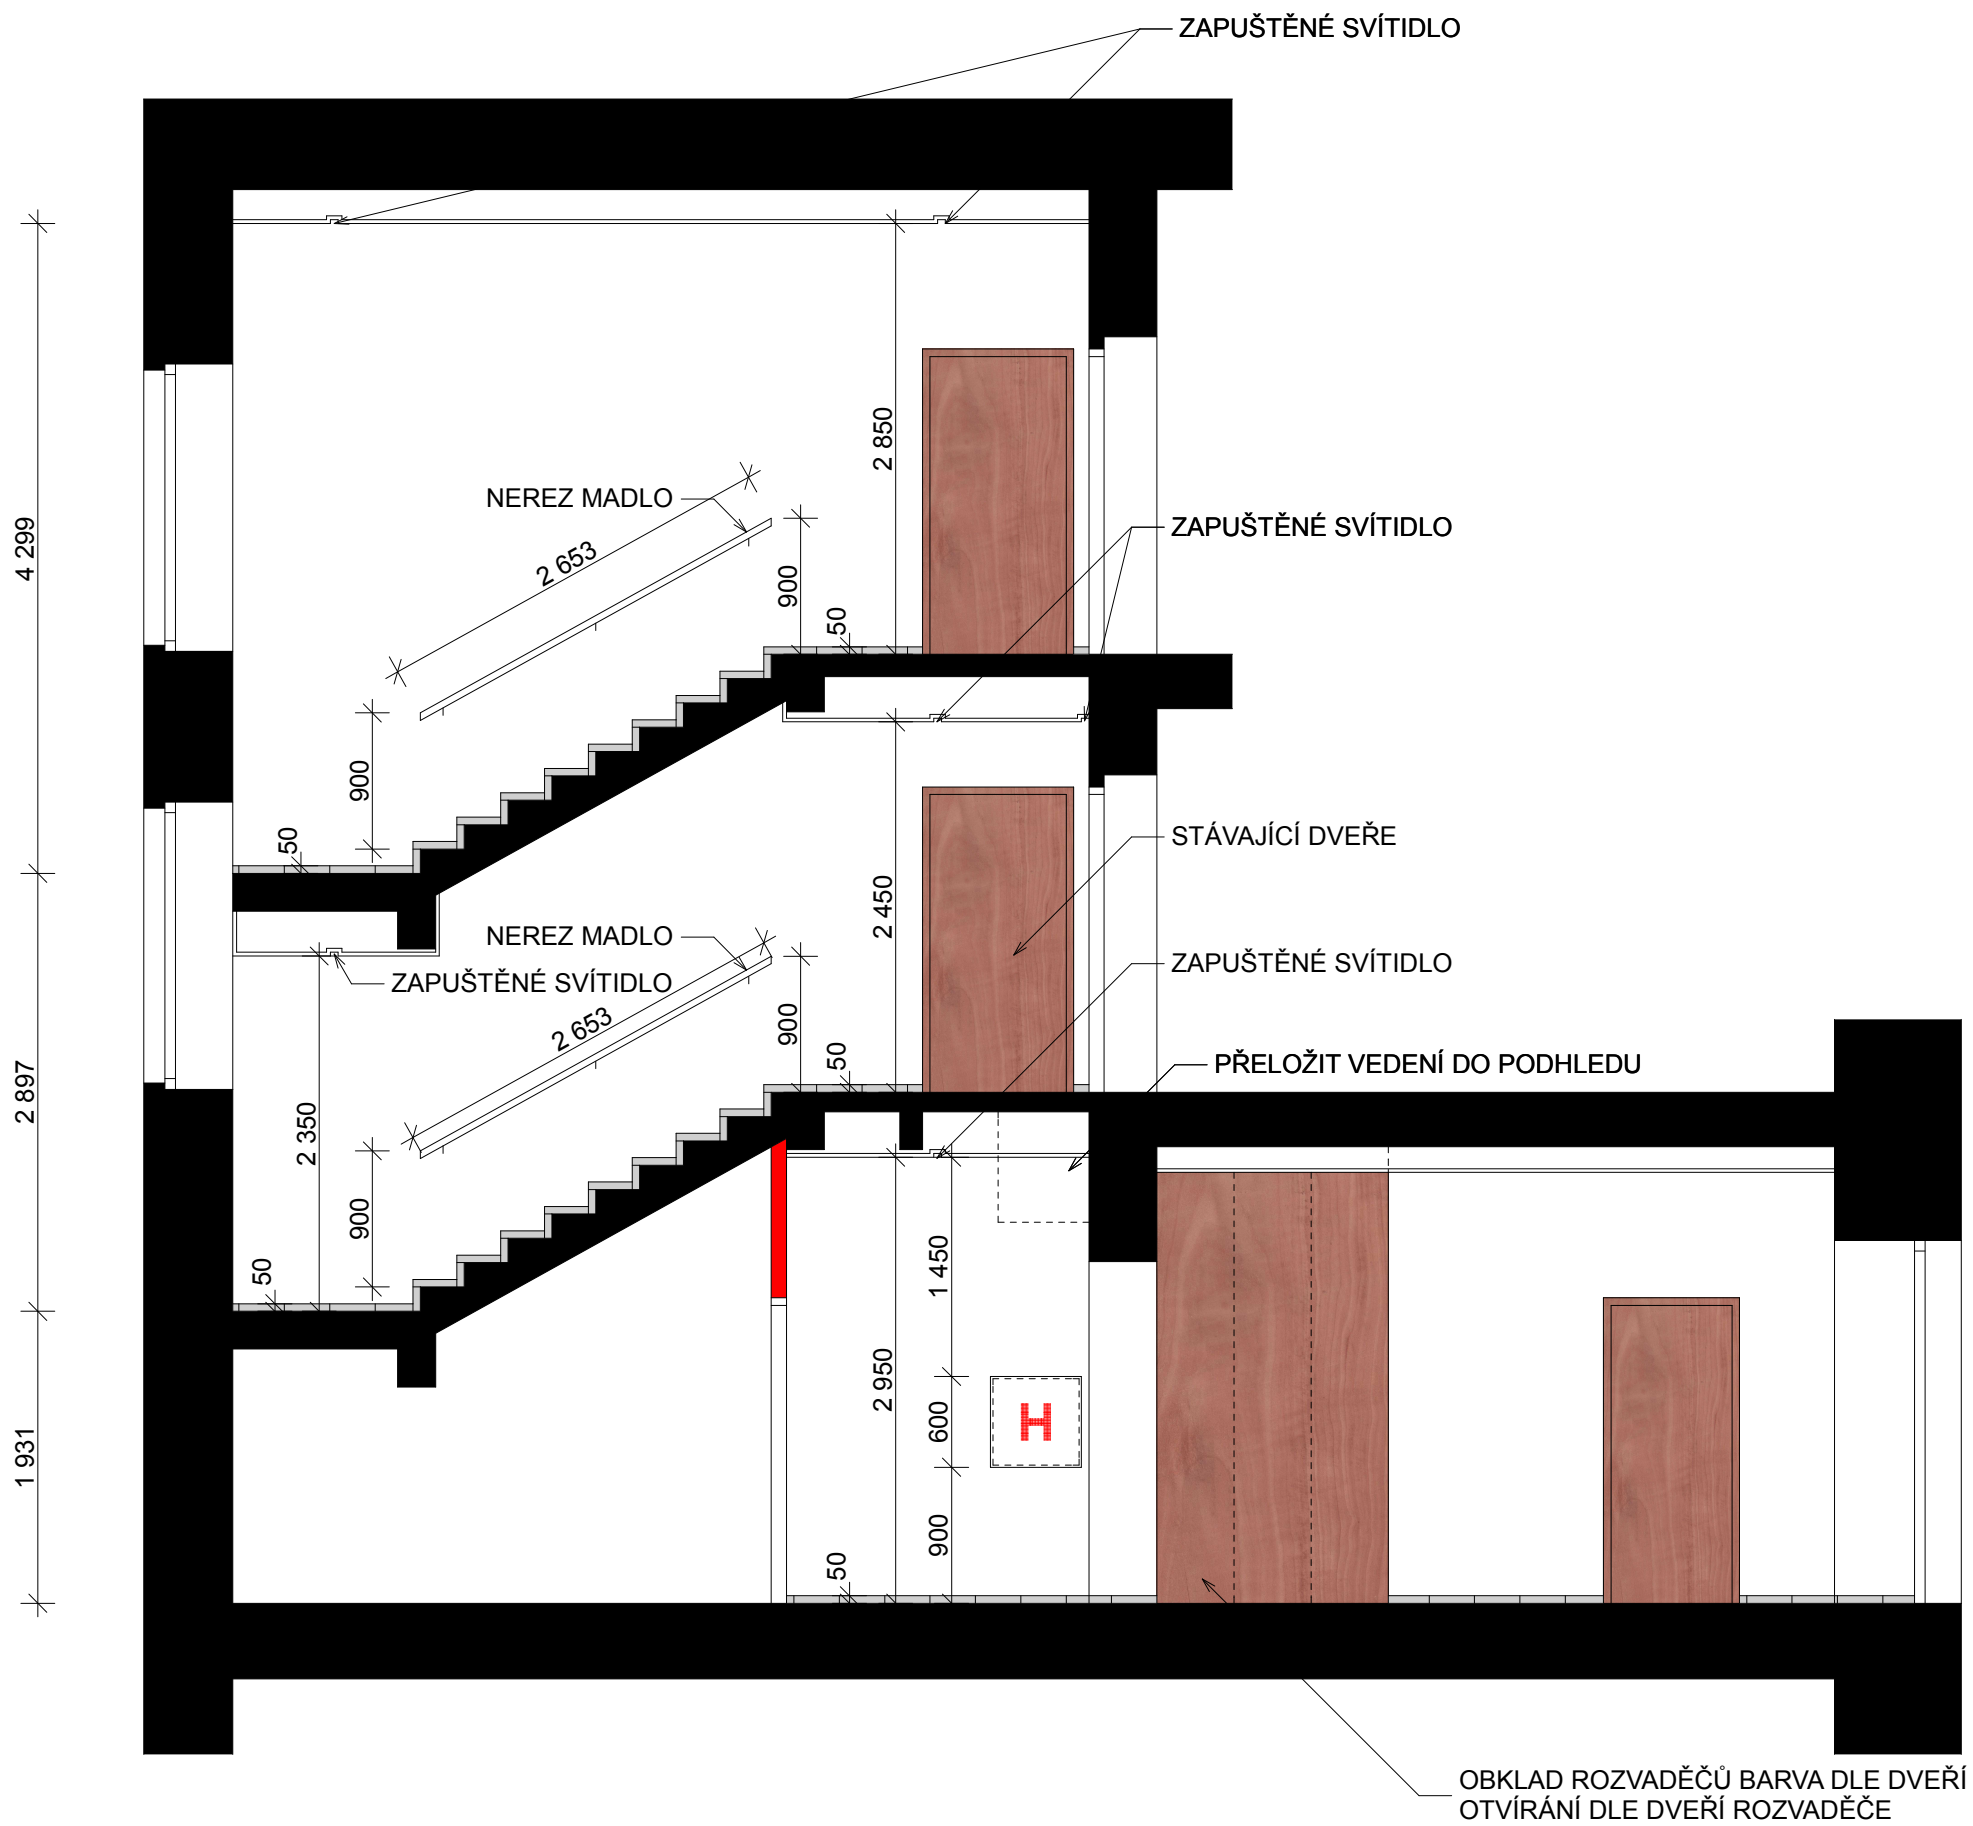 ZAPUŠTĚNÉ SVÍTIDLO
4 299
2 850
NEREZ MADLO
2 653
ZAPUŠTĚNÉ SVÍTIDLO
900
50
900
50
STÁVAJÍCÍ DVEŘE
2 450
NEREZ MADLO
ZAPUŠTĚNÉ SVÍTIDLO
ZAPUŠTĚNÉ SVÍTIDLO
2 653
900
50
PŘELOŽIT VEDENÍ DO PODHLEDU
2 897
2 350
900
50
1 450
2 950
600
H
1 931
900
50
OBKLAD ROZVADĚČŮ BARVA DLE DVEŘÍ
OTVÍRÁNÍ DLE DVEŘÍ ROZVADĚČE